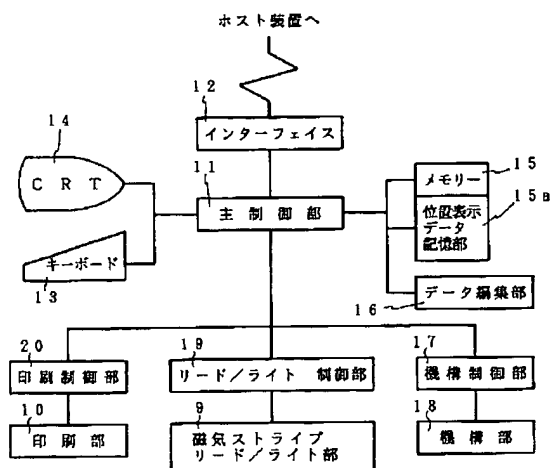 ホスト装置へ
12
インターフェイス
14
CRT
11
主制御部
キーボード
13
15
メモリー
15a
位置表示
データ
記憶部
データ編集部
16
20
印刷制御部
10
印刷部
19
リード/ライト 制御部
9
磁気ストライプ
リード/ライト部
17
機構制御部
18
機構部